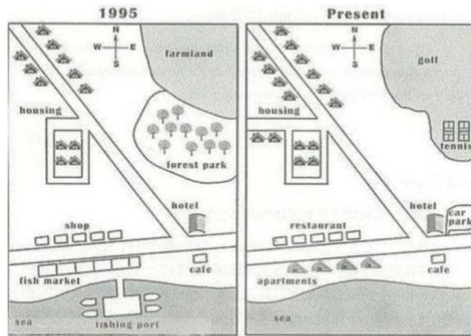 1995
N
W E
S
farmland
housing
forest park
hotel
shop
fish market
cafe
fishing port
sea
Present
N
W E
S
golf
housing
tennis
hotel
car
park
restaurant
apartments
cafe
sea